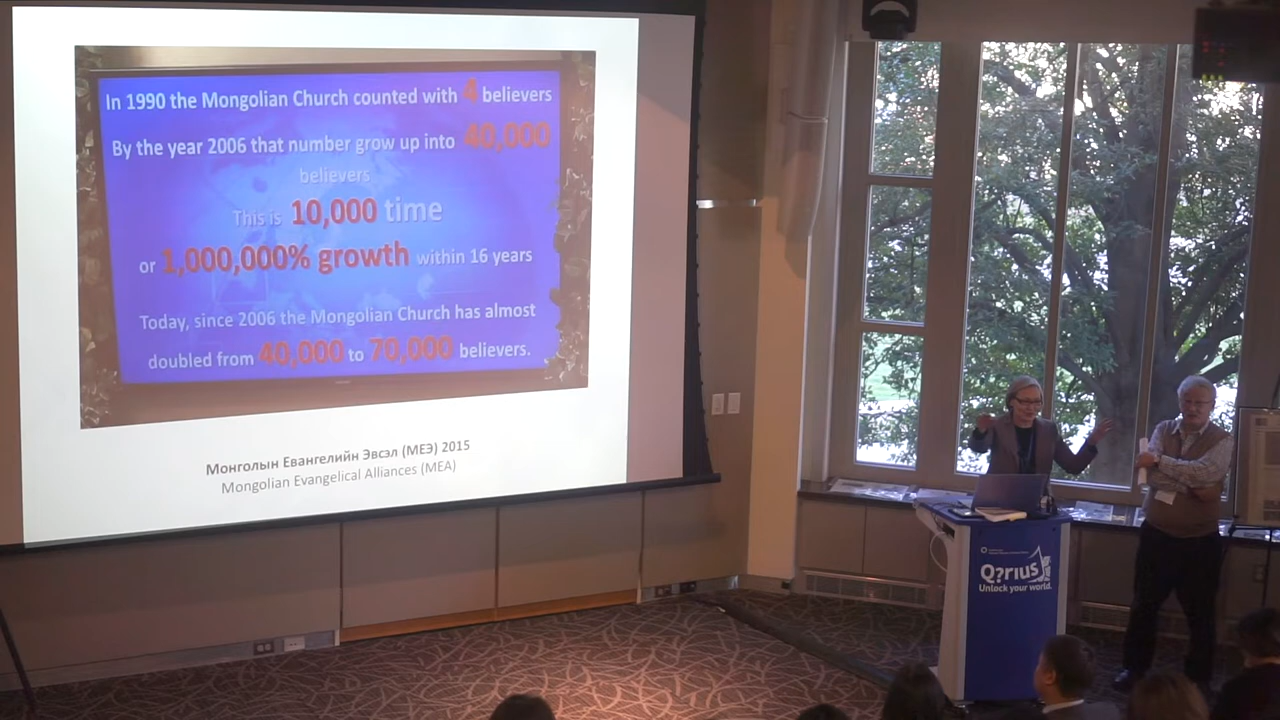 In 1990 the Mongolian Church counted with 4 believers
By the year 2006 that number grow up into 40,000
believers
This is 10,000 time
or 1,000,000% growth within 16 years
Today, since 2006 the Mongolian Church has almost
doubled from 40,000 to 70,000 believers.
Монголын Евангелийн Эвсэл (МЕЭ) 2015
Mongolian Evangelical Alliances (MEA)
Q?rius
Unlock your world.